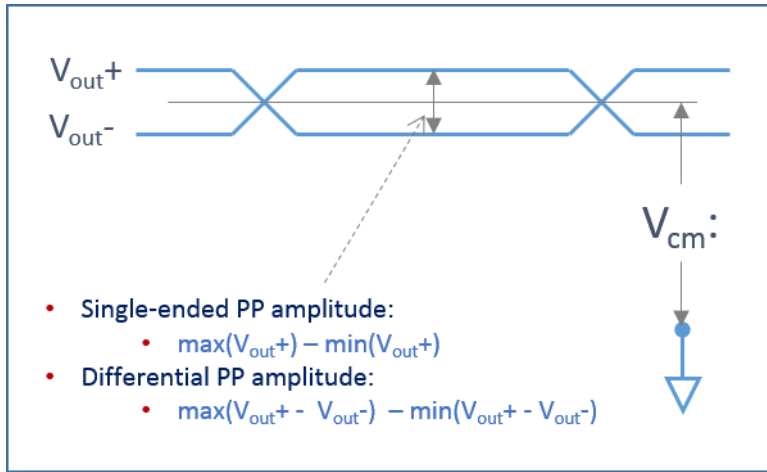 Vout+
Vout-
Vcm:
• Single-ended PP amplitude:
• max(Vout+) – min(Vout+)
• Differential PP amplitude:
• max(Vout+ - Vout-) – min(Vout+ - Vout-)